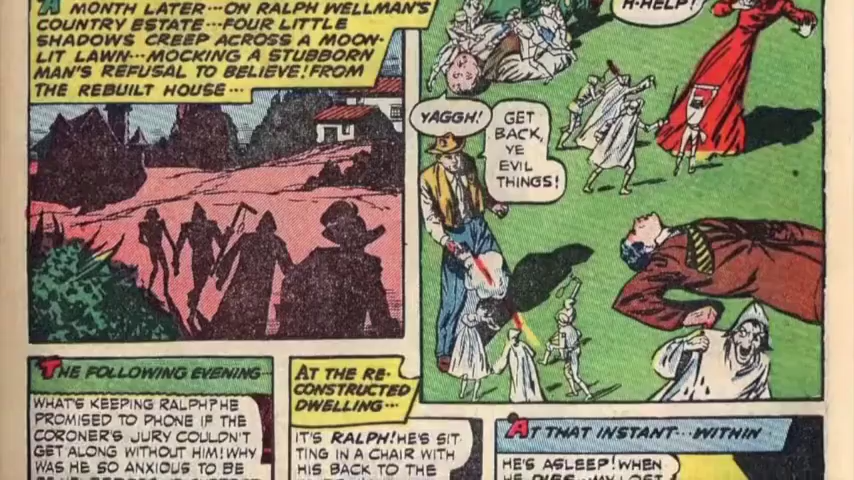 A MONTH LATER---ON RALPH WELLMAN'S
COUNTRY ESTATE---FOUR LITTLE
SHADOWS CREEP ACROSS A MOON-
LIT LAWN---MOCKING A STUBBORN
MAN'S REFUSAL TO BELIEVE! FROM
THE REBUILT HOUSE---
H-HELP!
YAGGH!
GET
BACK,
YE
EVIL
THINGS!
THE FOLLOWING EVENING---
WHAT'S KEEPING RALPH? HE
PROMISED TO PHONE IF THE
CORONER'S JURY COULDN'T
GET ALONG WITHOUT HIM! WHY
WAS HE SO ANXIOUS TO BE
AT THE RE-
CONSTRUCTED
DWELLING---
IT'S RALPH! HE'S SIT
TING IN A CHAIR WITH
HIS BACK TO THE
AT THAT INSTANT---WITHIN
HE'S ASLEEP! WHEN
HE DIES---MY LOST